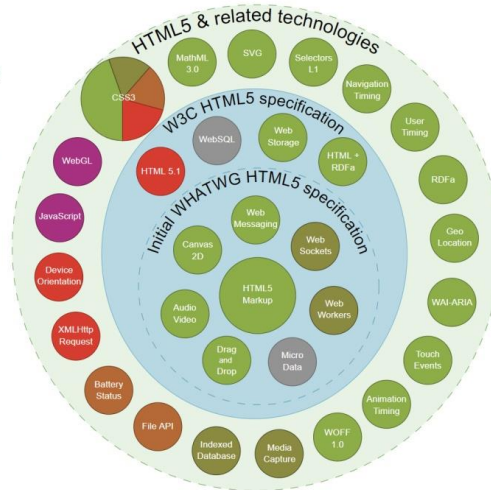 HTML5 & related technologies
CSS3
MathML
3.0
SVG
Selectors
L1
Navigation
Timing
User
Timing
RDFa
Geo
Location
WAI-ARIA
Touch
Events
Animation
Timing
WOFF
1.0
Media
Capture
Indexed
Database
File API
Battery
Status
XMLHttp
Request
Device
Orientation
JavaScript
WebGL
W3C HTML5 specification
HTML 5.1
WebSQL
Web
Storage
HTML +
RDFa
Initial WHATWG HTML5 specification
Web
Messaging
Canvas
2D
Web
Sockets
HTML5
Markup
Audio
Video
Web
Workers
Drag
and
Drop
Micro
Data